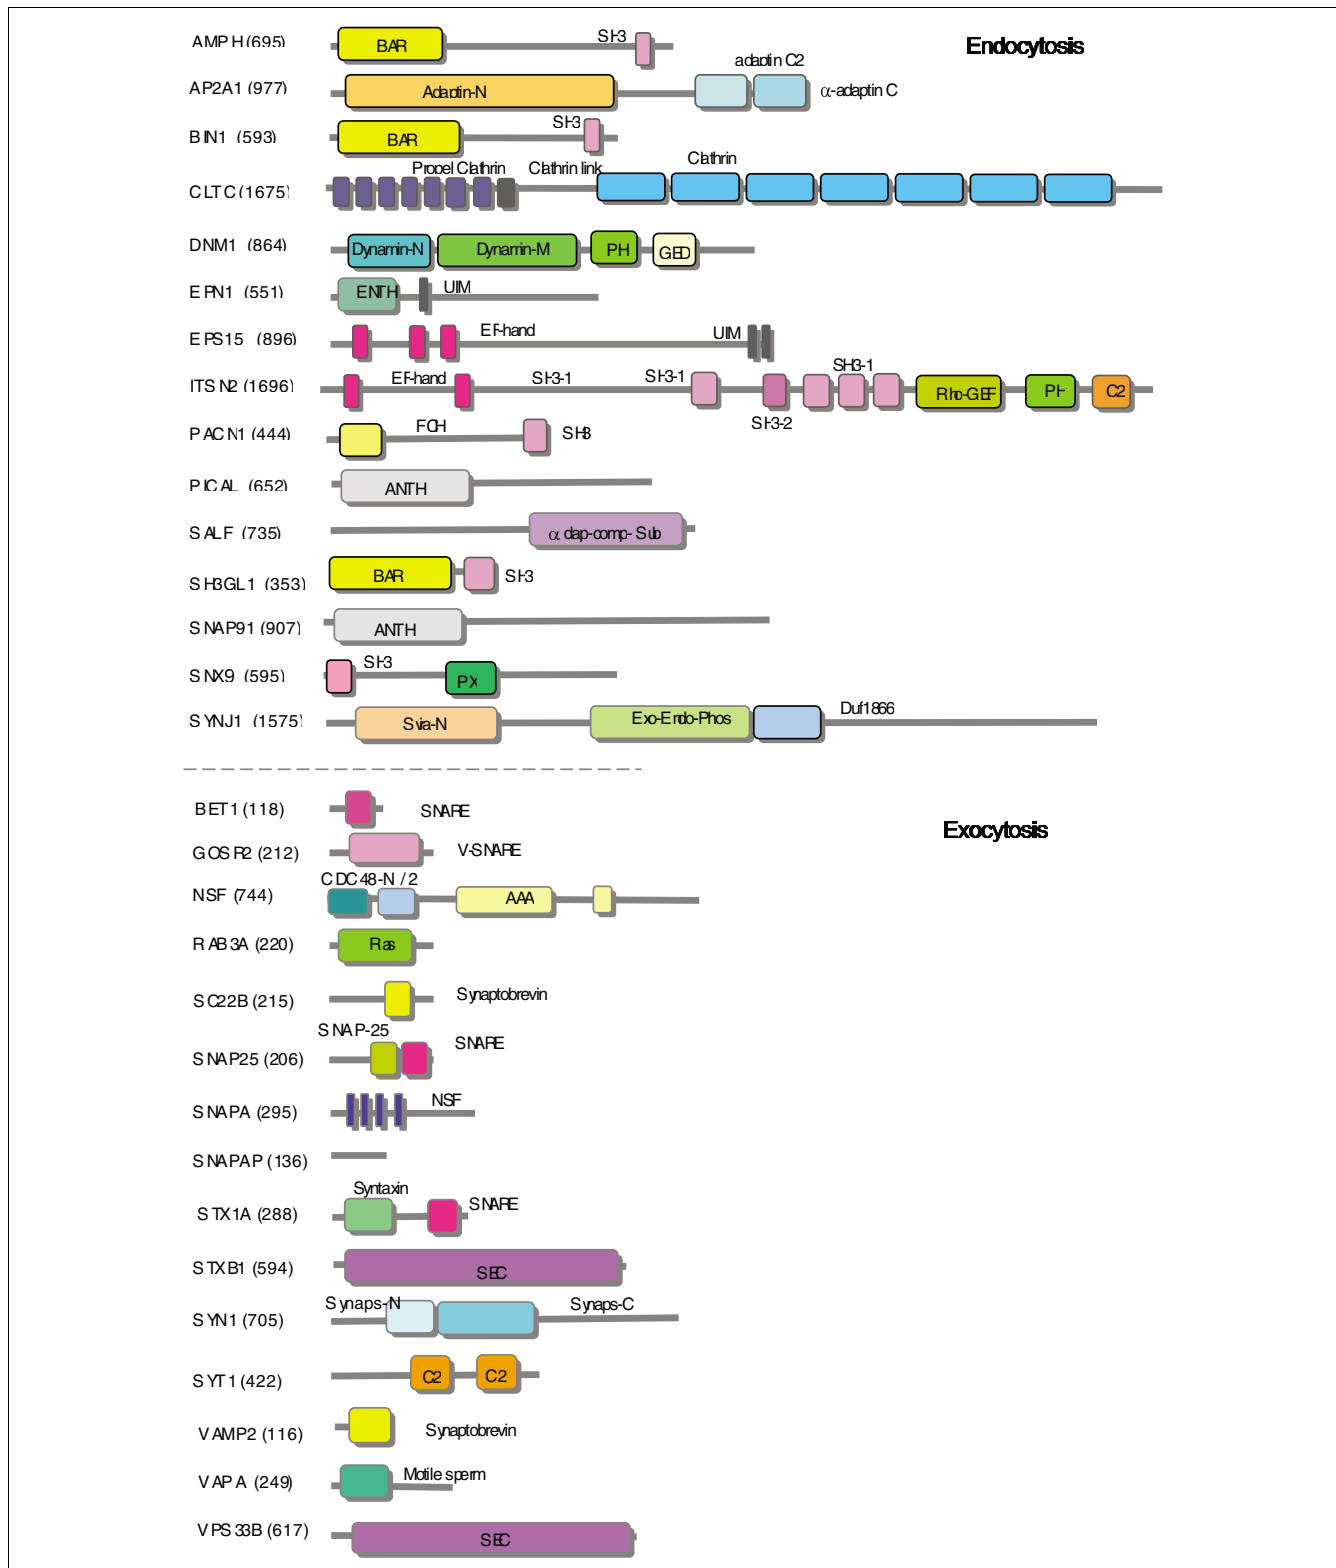 Endocytosis
AMPH (695)
BAR
SH3
AP2A1 (977)
Adaptin-N
adaptin C2
α-adaptin C
BIN1 (593)
BAR
SH3
CLTC (1675)
Propel Clathrin
Clathrin link
Clathrin
DNM1 (864)
Dynamin-N
Dynamin-M
PH
GED
EPN1 (551)
ENTH
UIM
EPS15 (896)
EF-hand
UIM
ITSN2 (1696)
EF-hand
SH3-1
SH3-1
SH3-2
SH3-1
Rho-GEF
PH
C2
PACN1 (444)
FCH
SH3
PICAL (652)
ANTH
SALF (735)
α dap-comp-Sub
SH3GL1 (353)
BAR
SH3
SNAP91 (907)
ANTH
SNX9 (595)
SH3
PX
SYNJ1 (1575)
Syja-N
Exo-Endo-Phos
Duf1866
Exocytosis
BET1 (118)
SNARE
GOSR2 (212)
V-SNARE
NSF (744)
CDC48-N / 2
AAA
RAB3A (220)
Ras
SC22B (215)
Synaptobrevin
SNAP25 (206)
SNAP-25
SNARE
SNAPA (295)
NSF
SNAPAP (136)
STX1A (288)
Syntaxin
SNARE
STXB1 (594)
SEC
SYN1 (705)
Synaps-N
Synaps-C
SYT1 (422)
C2
C2
VAMP2 (116)
Synaptobrevin
VAPA (249)
Motile sperm
VPS33B (617)
SEC